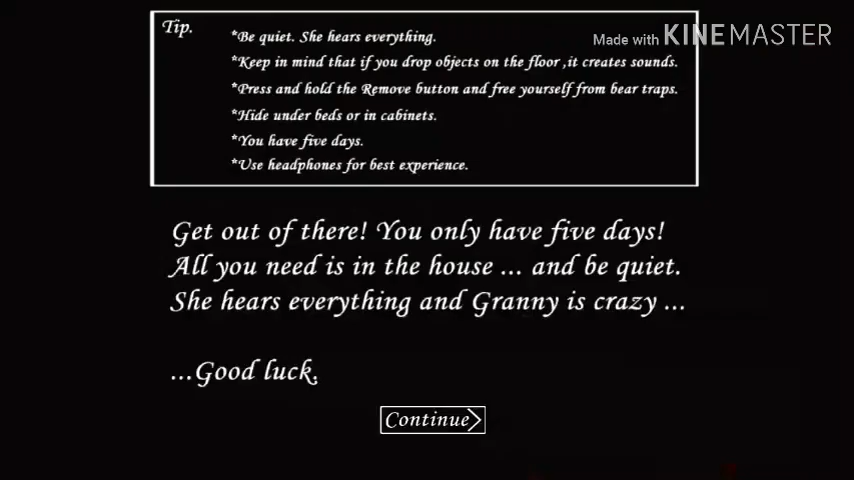 Tip.
*Be quiet. She hears everything.
Made with KINEMASTER
*Keep in mind that if you drop objects on the floor ,it creates sounds.
*Press and hold the Remove button and free yourself from bear traps.
*Hide under beds or in cabinets.
*You have five days.
*Use headphones for best experience.
Get out of there! You only have five days!
All you need is in the house ... and be quiet.
She hears everything and Granny is crazy ...
...Good luck.
Continue